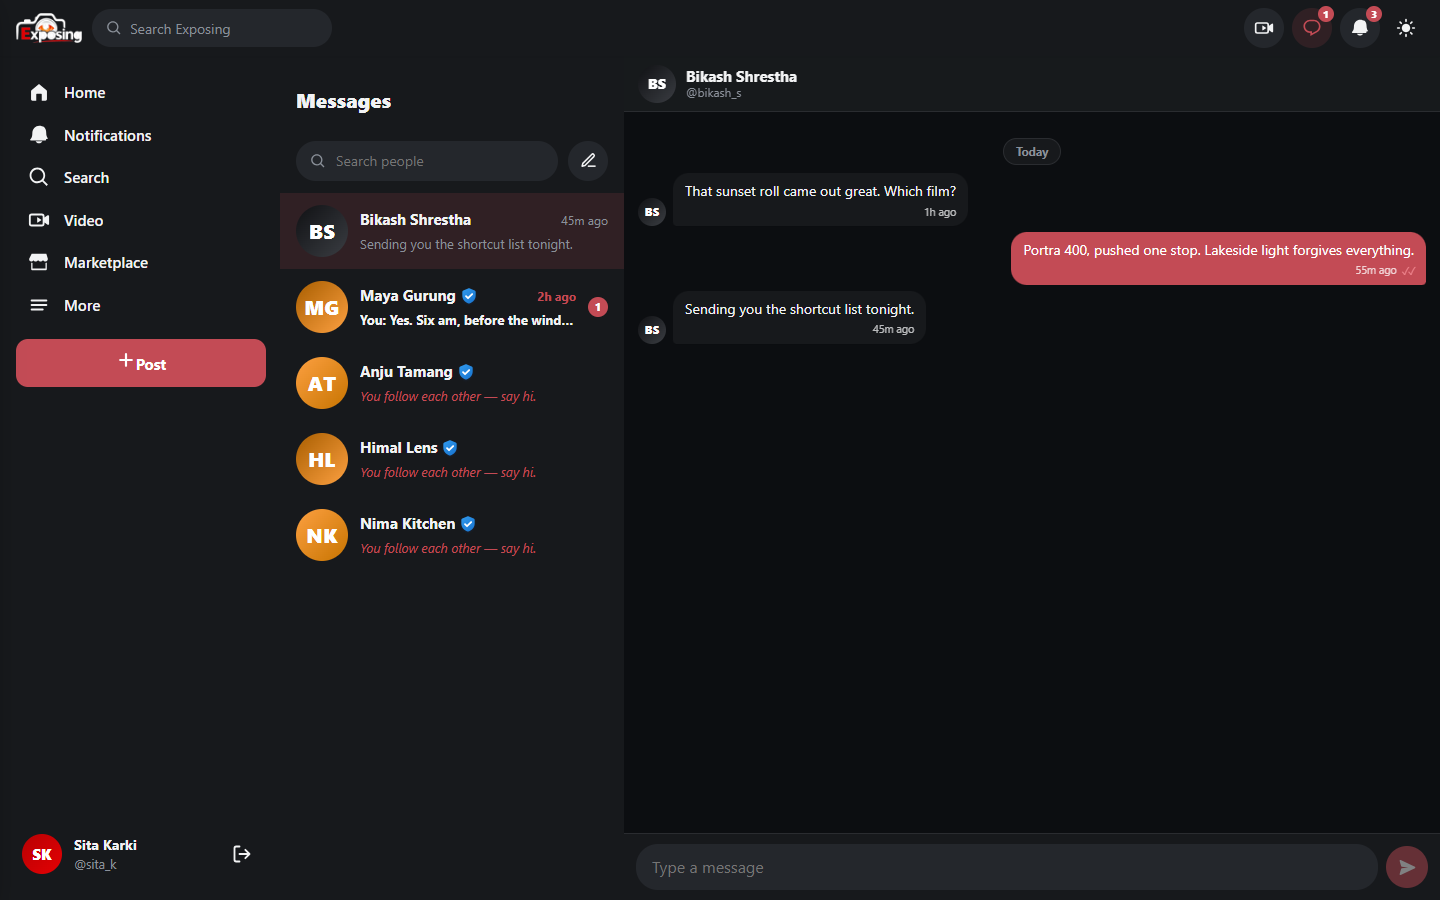 Exposing
Search Exposing
1
3
Home
Notifications
Search
Video
Marketplace
More
Post
SK
Sita Karki
@sita_k
Messages
Search people
BS
Bikash Shrestha
45m ago
Sending you the shortcut list tonight.
MG
Maya Gurung
2h ago
You: Yes. Six am, before the wind...
1
AT
Anju Tamang
You follow each other — say hi.
HL
Himal Lens
You follow each other — say hi.
NK
Nima Kitchen
You follow each other — say hi.
BS
Bikash Shrestha
@bikash_s
Today
That sunset roll came out great. Which film?
1h ago
BS
Portra 400, pushed one stop. Lakeside light forgives everything.
55m ago
Sending you the shortcut list tonight.
45m ago
BS
Type a message